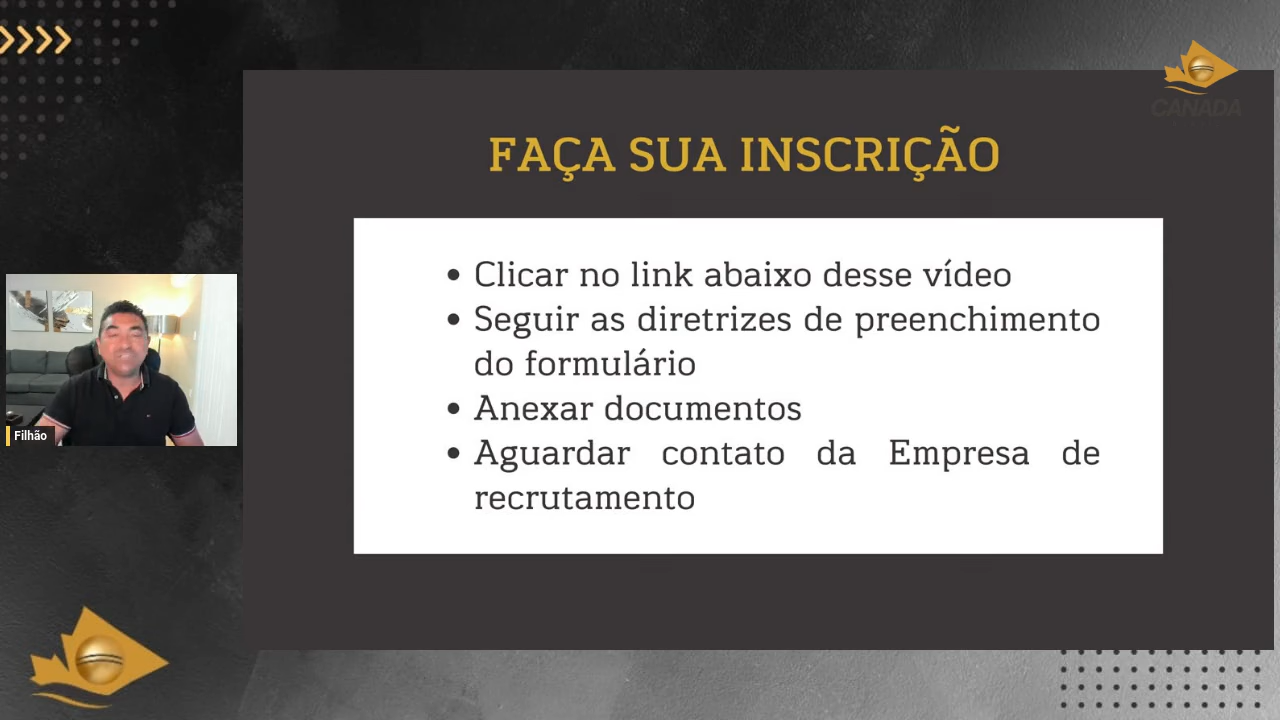 CANADA
FAÇA SUA INSCRIÇÃO
• Clicar no link abaixo desse vídeo
• Seguir as diretrizes de preenchimento
do formulário
• Anexar documentos
• Aguardar contato da Empresa de
recrutamento
Filhão